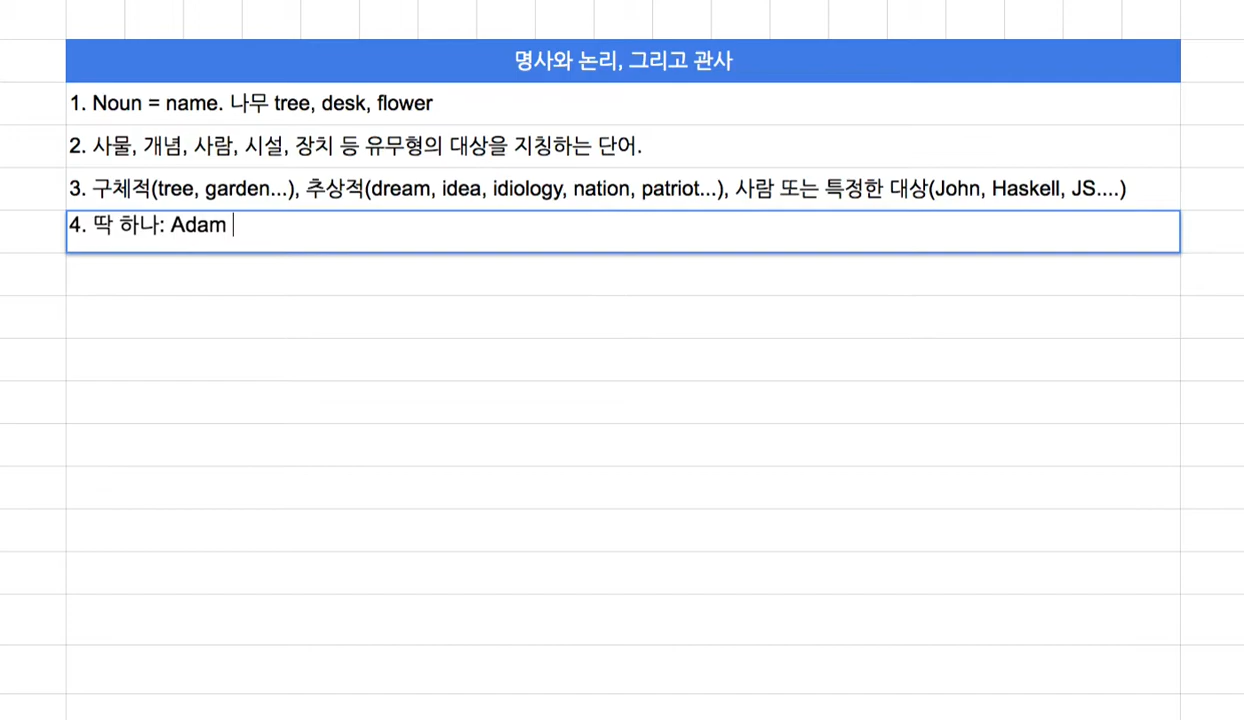 명사와 논리, 그리고 관사
1. Noun = name. 나무 tree, desk, flower
2. 사물, 개념, 사람, 시설, 장치 등 유무형의 대상을 지칭하는 단어.
3. 구체적(tree, garden...), 추상적(dream, idea, idiology, nation, patriot...), 사람 또는 특정한 대상(John, Haskell, JS....)
4. 딱 하나: Adam